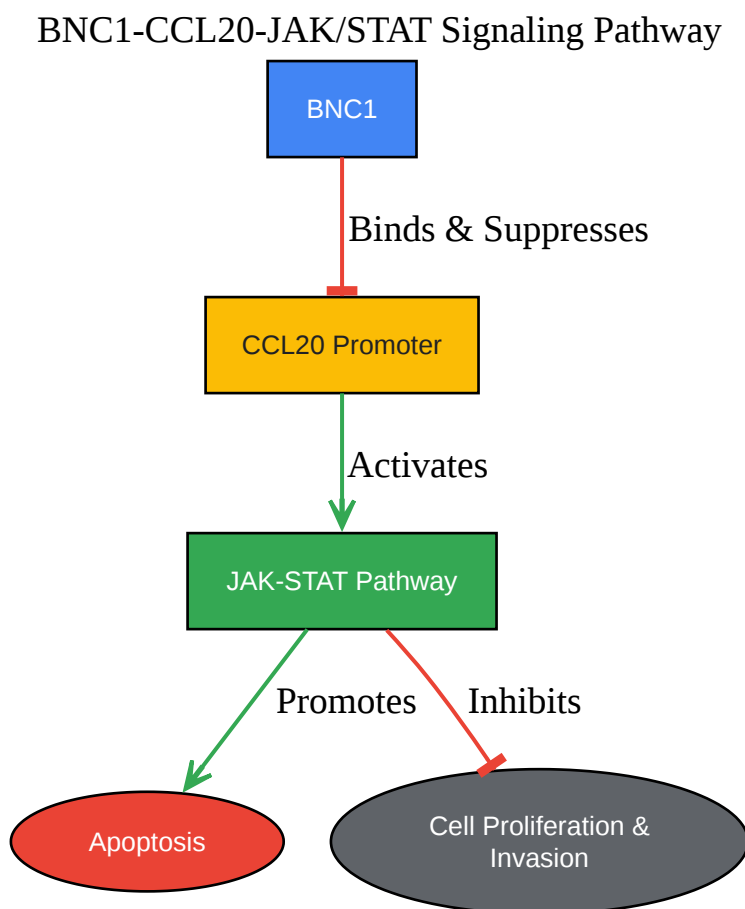 BNC1-CCL20-JAK/STAT Signaling Pathway
BNC1
Binds & Suppresses
CCL20 Promoter
Activates
JAK-STAT Pathway
Promotes
Inhibits
Apoptosis
Cell Proliferation &
Invasion